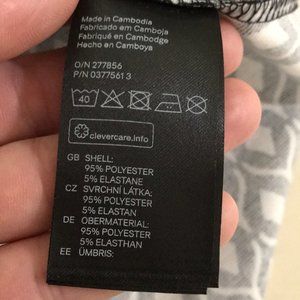 Made in Cambodia
Fabricado em Camboja
Fabriqué en Cambodge
Hecho en Camboya
O/N 277856
P/N 03775613
40
clevercare.info
GB SHELL:
95% POLYESTER
5% ELASTANE
CZ SVRCHNÍ LÁTKA:
95% POLYESTER
5% ELASTAN
DE OBERMATERIAL:
95% POLYESTER
5% ELASTHAN
EE ÜMBRIS: